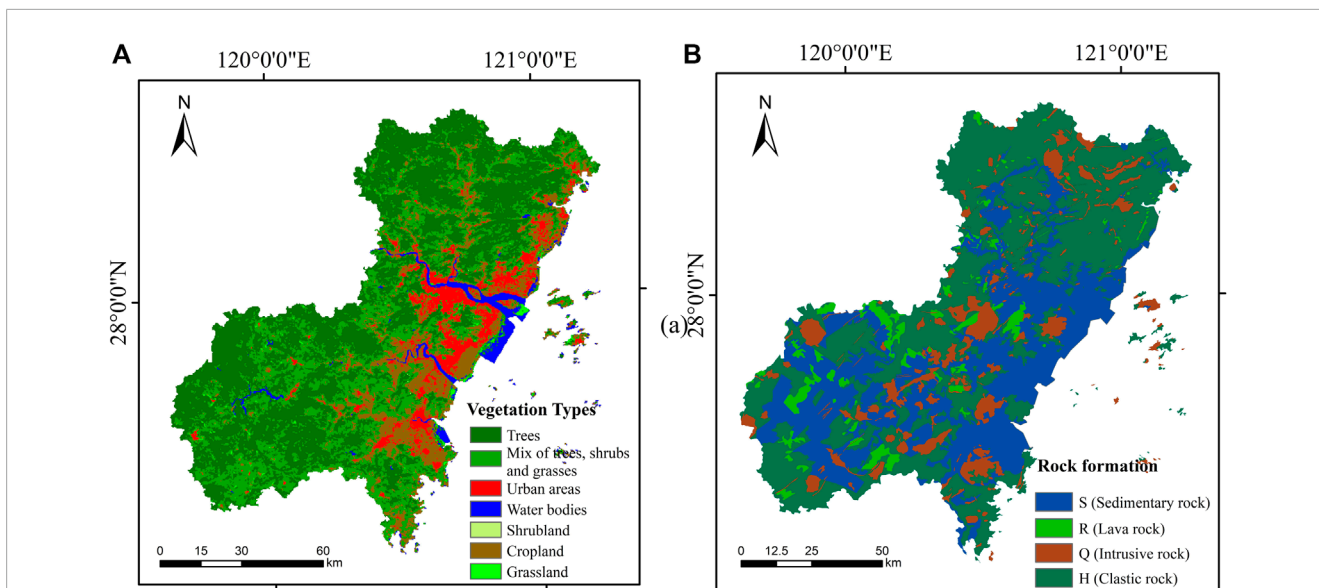 A
120°0'0"E
121°0'0"E
N
28°0'0"N
Vegetation Types
Trees
Mix of trees, shrubs
and grasses
Urban areas
Water bodies
Shrubland
Cropland
Grassland
0 15 30 60
km
B
120°0'0"E
121°0'0"E
N
28°0'0"N
(a)
Rock formation
S (Sedimentary rock)
R (Lava rock)
Q (Intrusive rock)
H (Clastic rock)
0 12.5 25 50
km